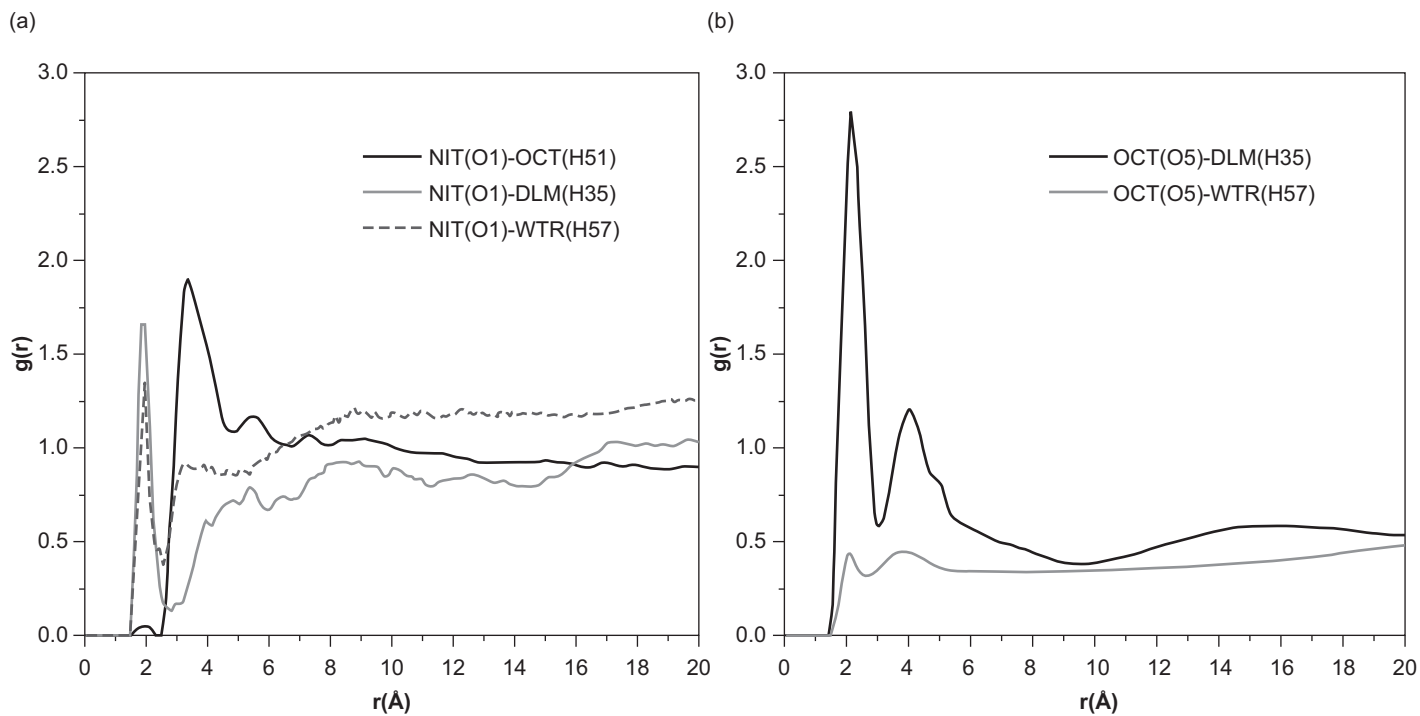 (a)
3.0
2.5
2.0
1.5
1.0
0.5
0.0
g(r)
NIT(O1)-OCT(H51)
NIT(O1)-DLM(H35)
NIT(O1)-WTR(H57)
0 2 4 6 8 10 12 14 16 18 20
r(Å)
(b)
3.0
2.5
2.0
1.5
1.0
0.5
0.0
g(r)
OCT(O5)-DLM(H35)
OCT(O5)-WTR(H57)
0 2 4 6 8 10 12 14 16 18 20
r(Å)